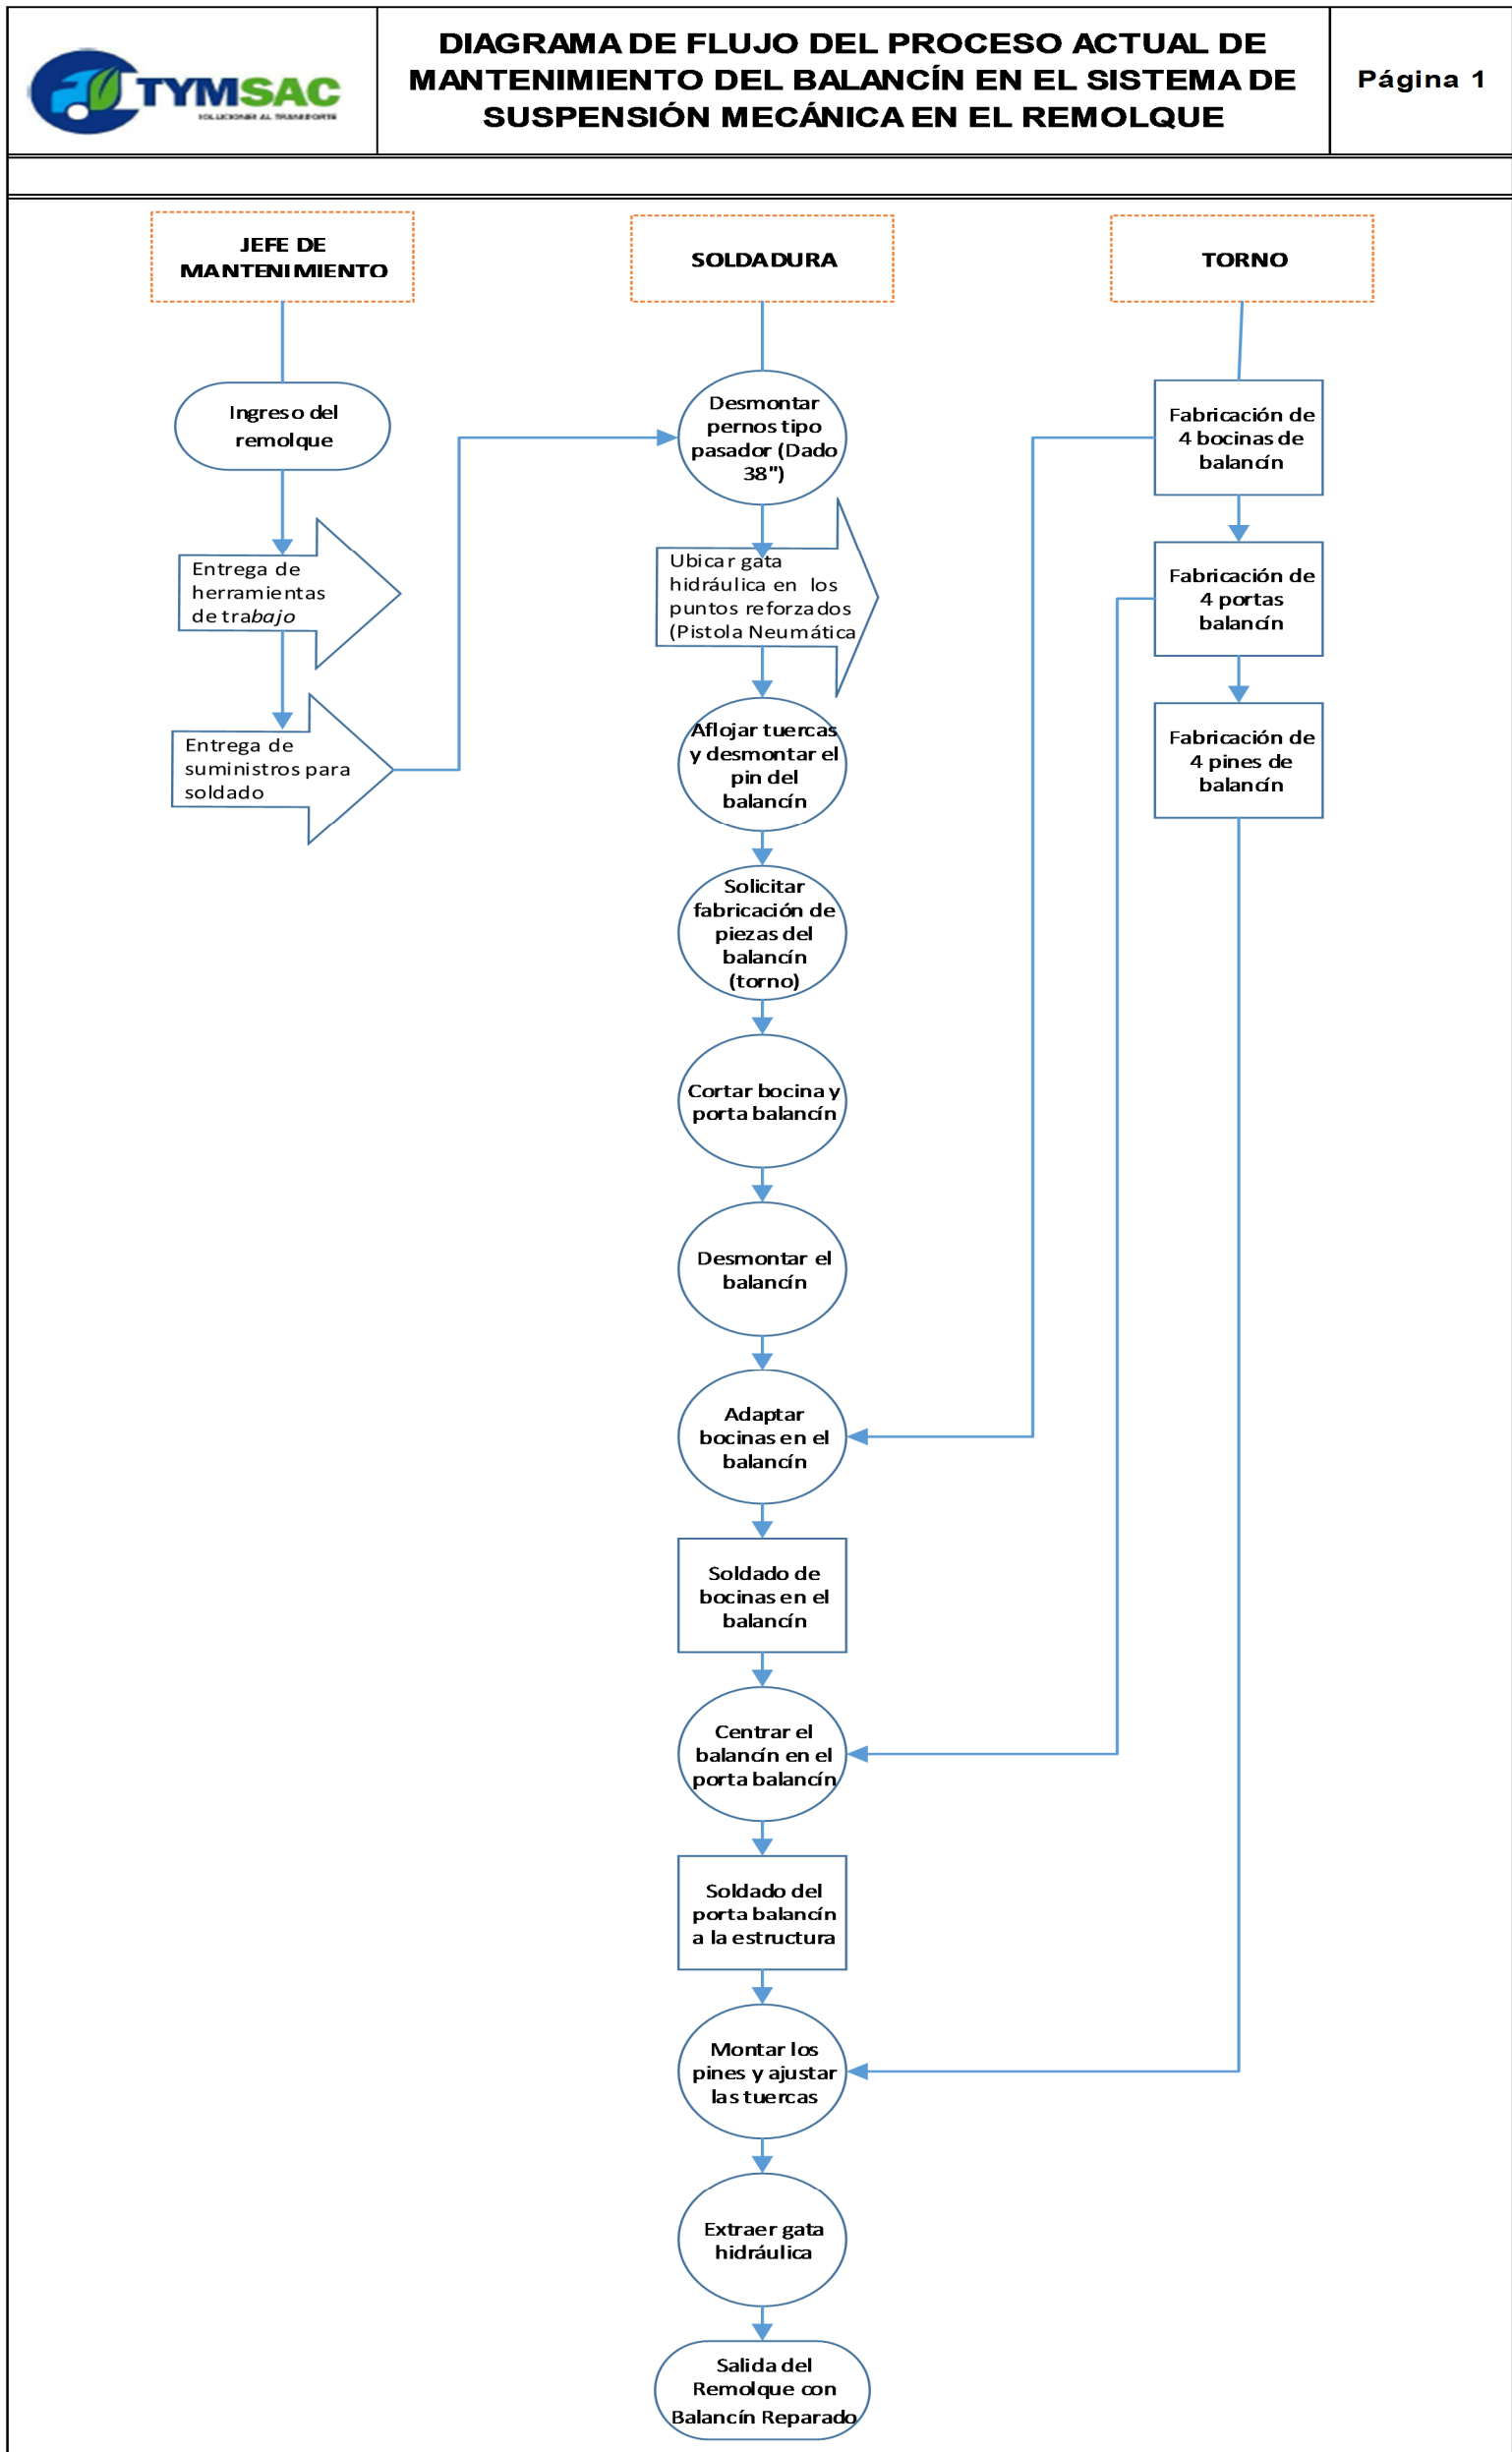 TYMSAC
SOLUCIONES AL TRANSPORTE
DIAGRAMA DE FLUJO DEL PROCESO ACTUAL DE
MANTENIMIENTO DEL BALANCÍN EN EL SISTEMA DE
SUSPENSIÓN MECÁNICA EN EL REMOLQUE
Página 1
JEFE DE
MANTENIMIENTO
Ingreso del
remolque
Entrega de
herramientas
de trabajo
Entrega de
suministros para
soldado
SOLDADURA
Desmontar
pernos tipo
pasador (Dado
38")
Ubicar gata
hidráulica en los
puntos reforzados
(Pistola Neumática
Aflojar tuercas
y desmontar el
pin del
balancín
Solicitar
fabricación de
piezas del
balancín
(torno)
Cortar bocina y
porta balancín
Desmontar el
balancín
Adaptar
bocinas en el
balancín
Soldado de
bocinas en el
balancín
Centrar el
balancín en el
porta balancín
Soldado del
porta balancín
a la estructura
Montar los
pines y ajustar
las tuercas
Extraer gata
hidráulica
Salida del
Remolque con
Balancín Reparado
TORNO
Fabricación de
4 bocinas de
balancín
Fabricación de
4 portas
balancín
Fabricación de
4 pines de
balancín